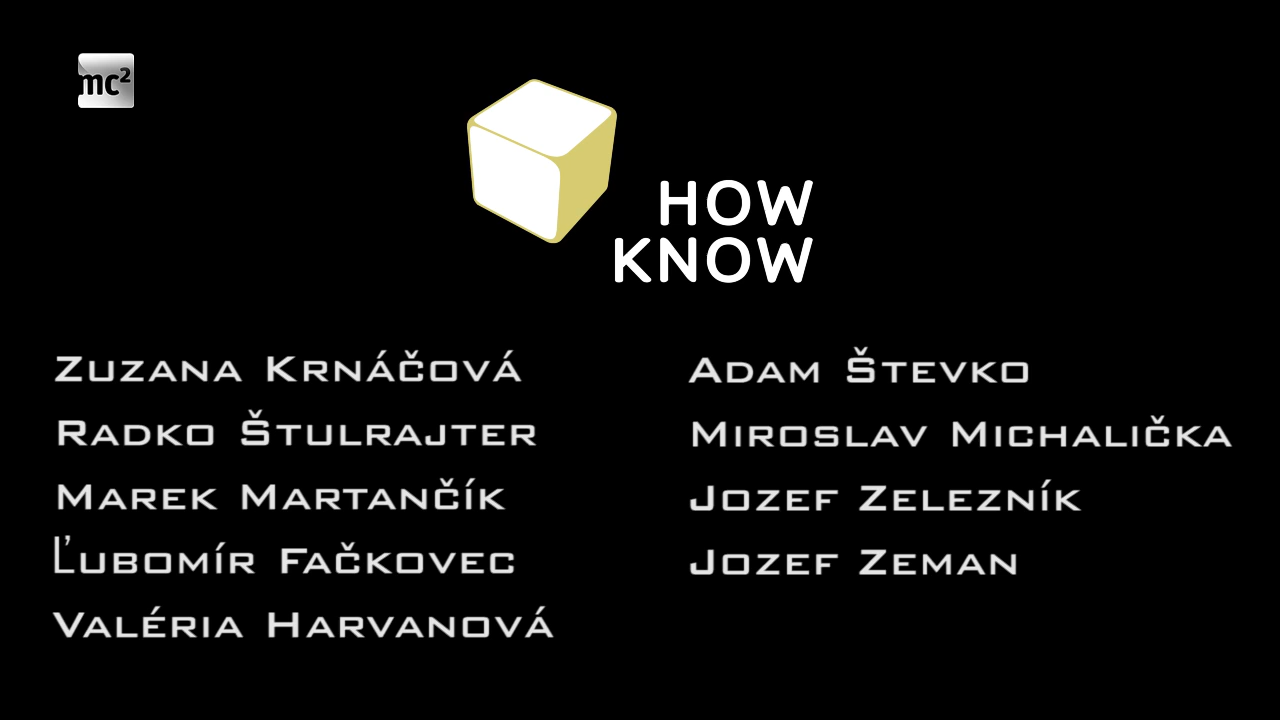 mc²
HOW
KNOW
Zuzana Krnáčová
Radko Štulrajter
Marek Martančík
Ľubomír Fačkovec
Valéria Harvanová
Adam Števko
Miroslav Michalička
Jozef Zelezník
Jozef Zeman